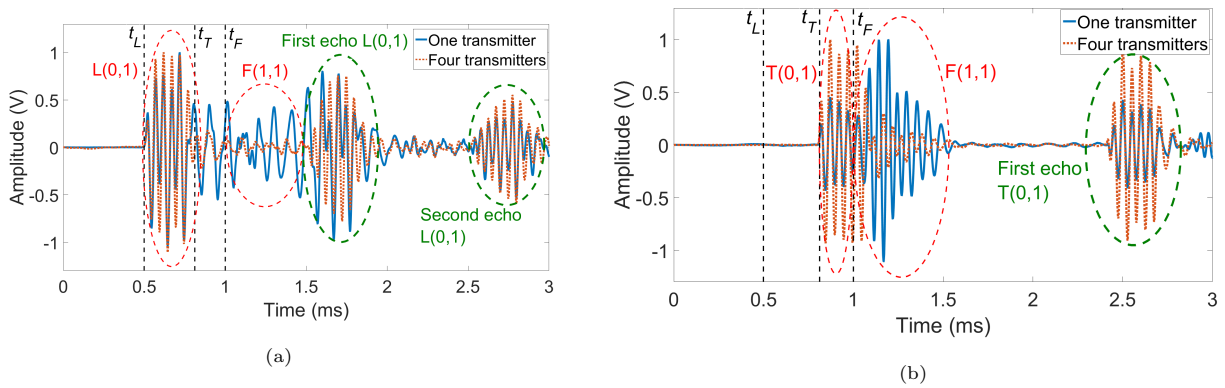 t_L
t_T
t_F
First echo L(0,1)
One transmitter
Four transmitters
L(0,1)
F(1,1)
Second echo
L(0,1)
1
0.5
0
-0.5
-1
Amplitude (V)
0
0.5
1
1.5
2
2.5
3
Time (ms)
(a)
t_L
t_T
t_F
One transmitter
Four transmitters
T(0,1)
F(1,1)
First echo
T(0,1)
1
0.5
0
-0.5
-1
Amplitude (V)
0
0.5
1
1.5
2
2.5
3
Time (ms)
(b)